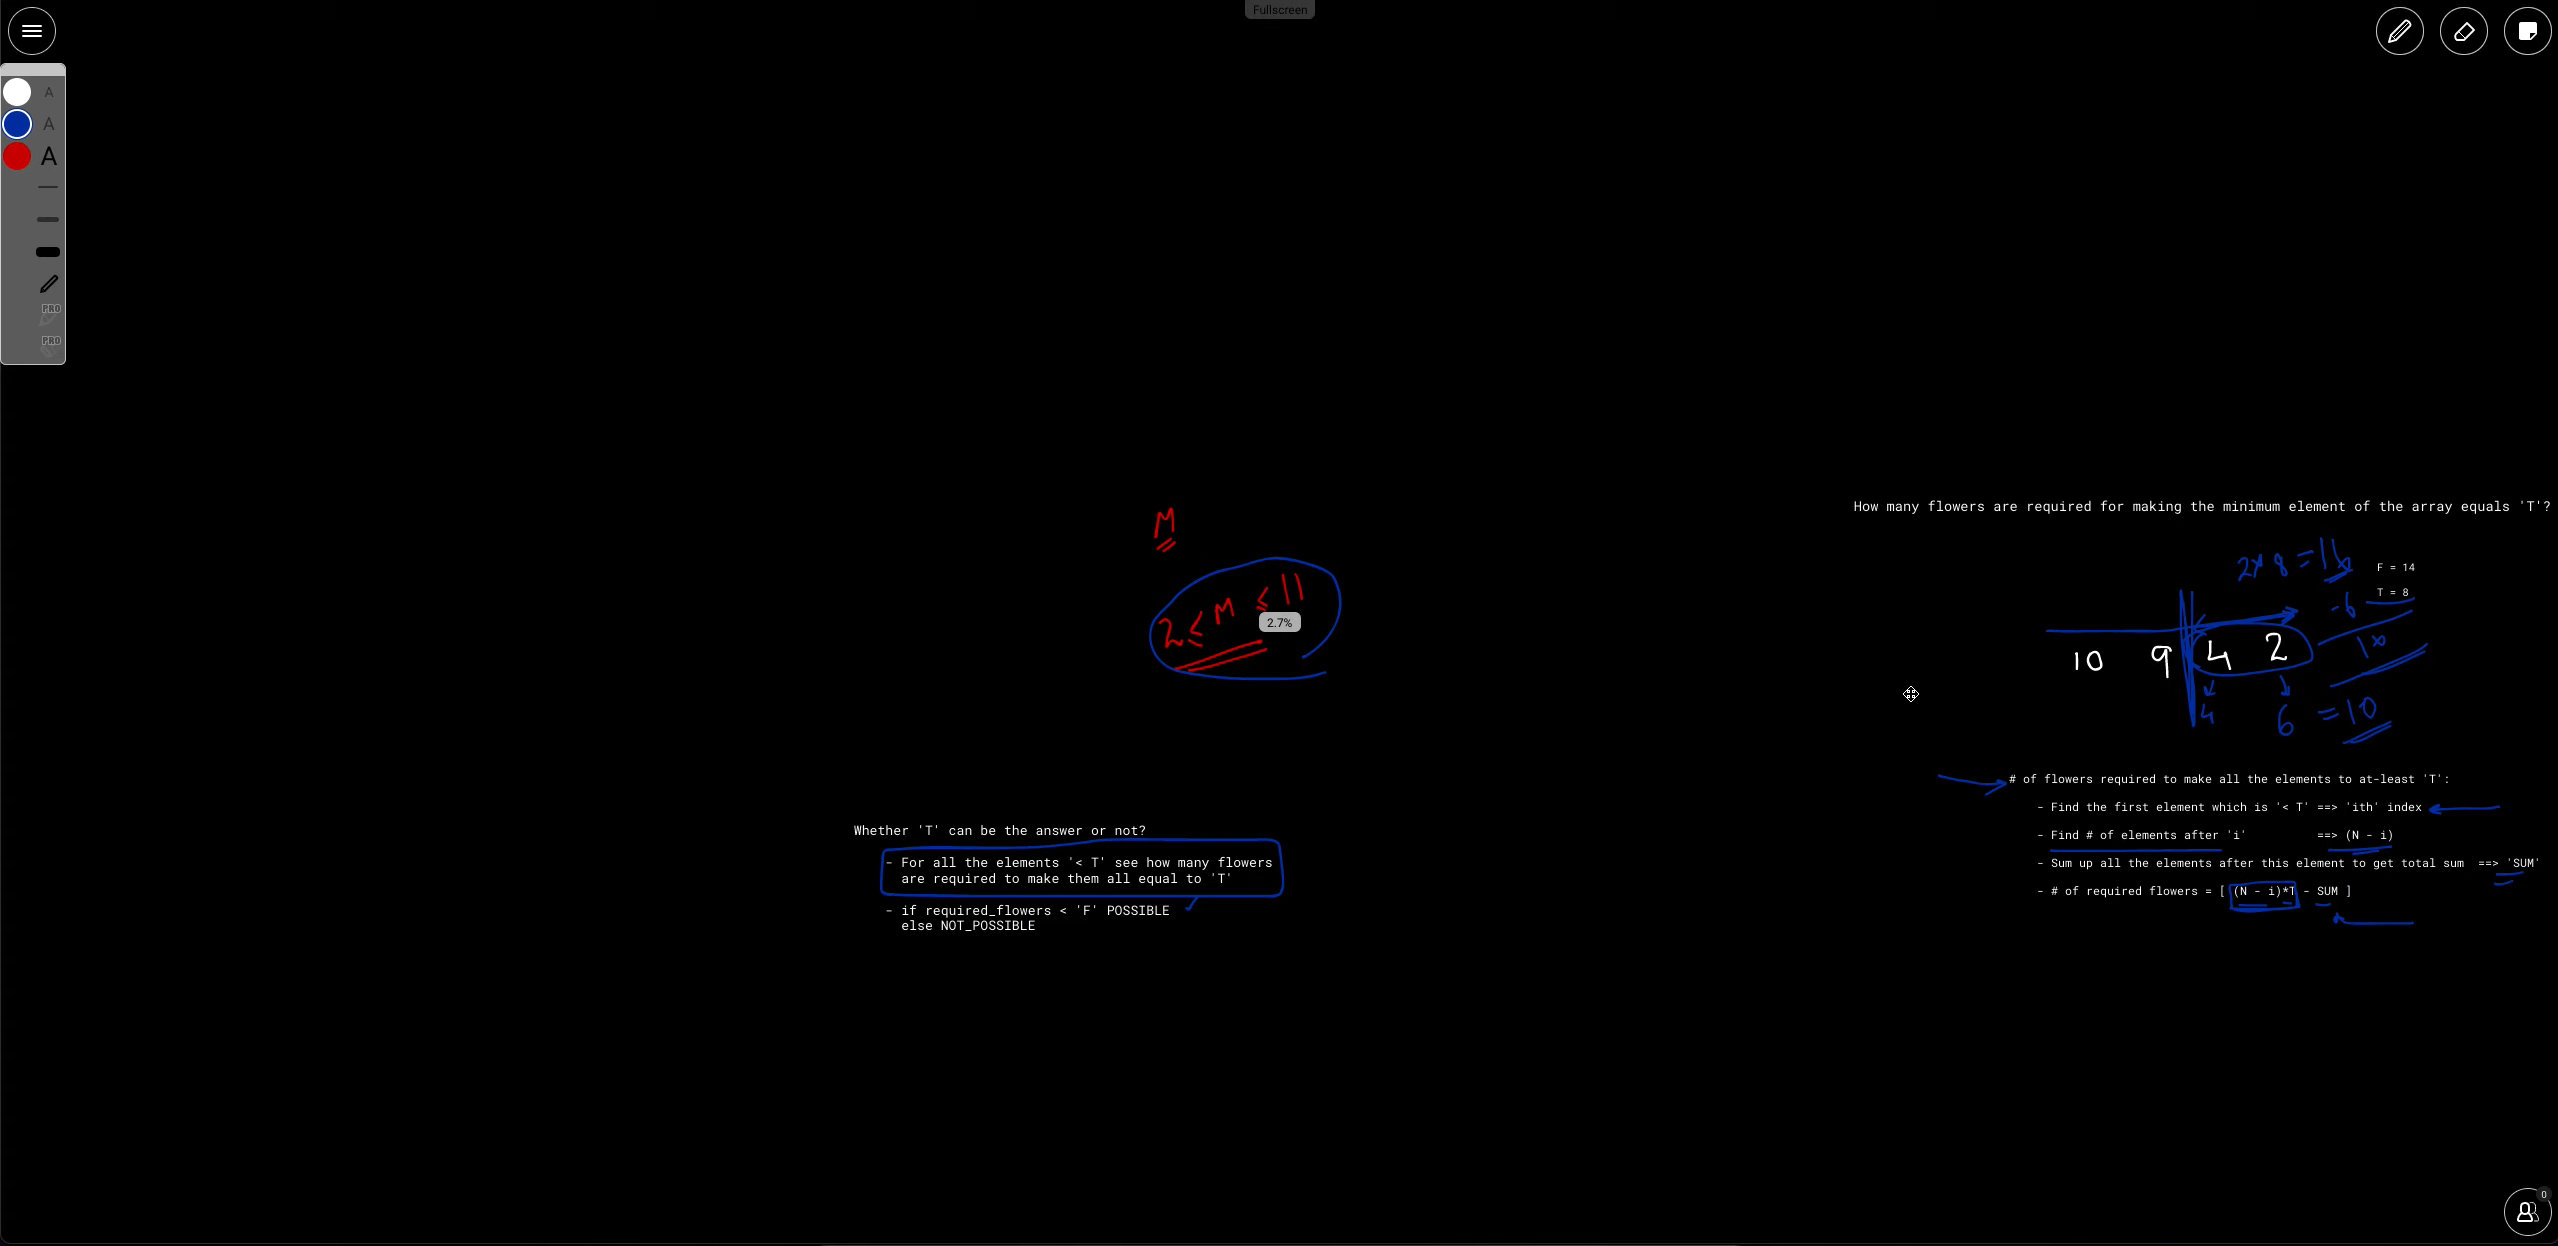 Fullscreen
A
A
A
PRO
PRO
M
2 ≤ M ≤ 11
2.7%
Whether 'T' can be the answer or not?
- For all the elements '< T' see how many flowers
are required to make them all equal to 'T'
- if required_flowers < 'F' POSSIBLE
else NOT_POSSIBLE
How many flowers are required for making the minimum element of the array equals 'T'?
2 * 8 = 16
F = 14
T = 8
-6
10
10 9 4 2
4 6 = 10
# of flowers required to make all the elements to at-least 'T':
- Find the first element which is '< T' ==> 'ith' index
- Find # of elements after 'i' ==> (N - i)
- Sum up all the elements after this element to get total sum ==> 'SUM'
- # of required flowers = [ (N - i)*T - SUM ]
0